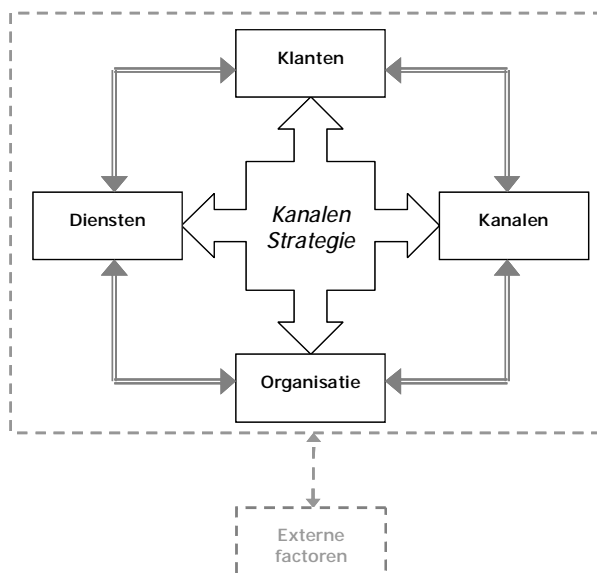 Klanten
Diensten
Kanalen
Strategie
Kanalen
Organisatie
Externe
factoren